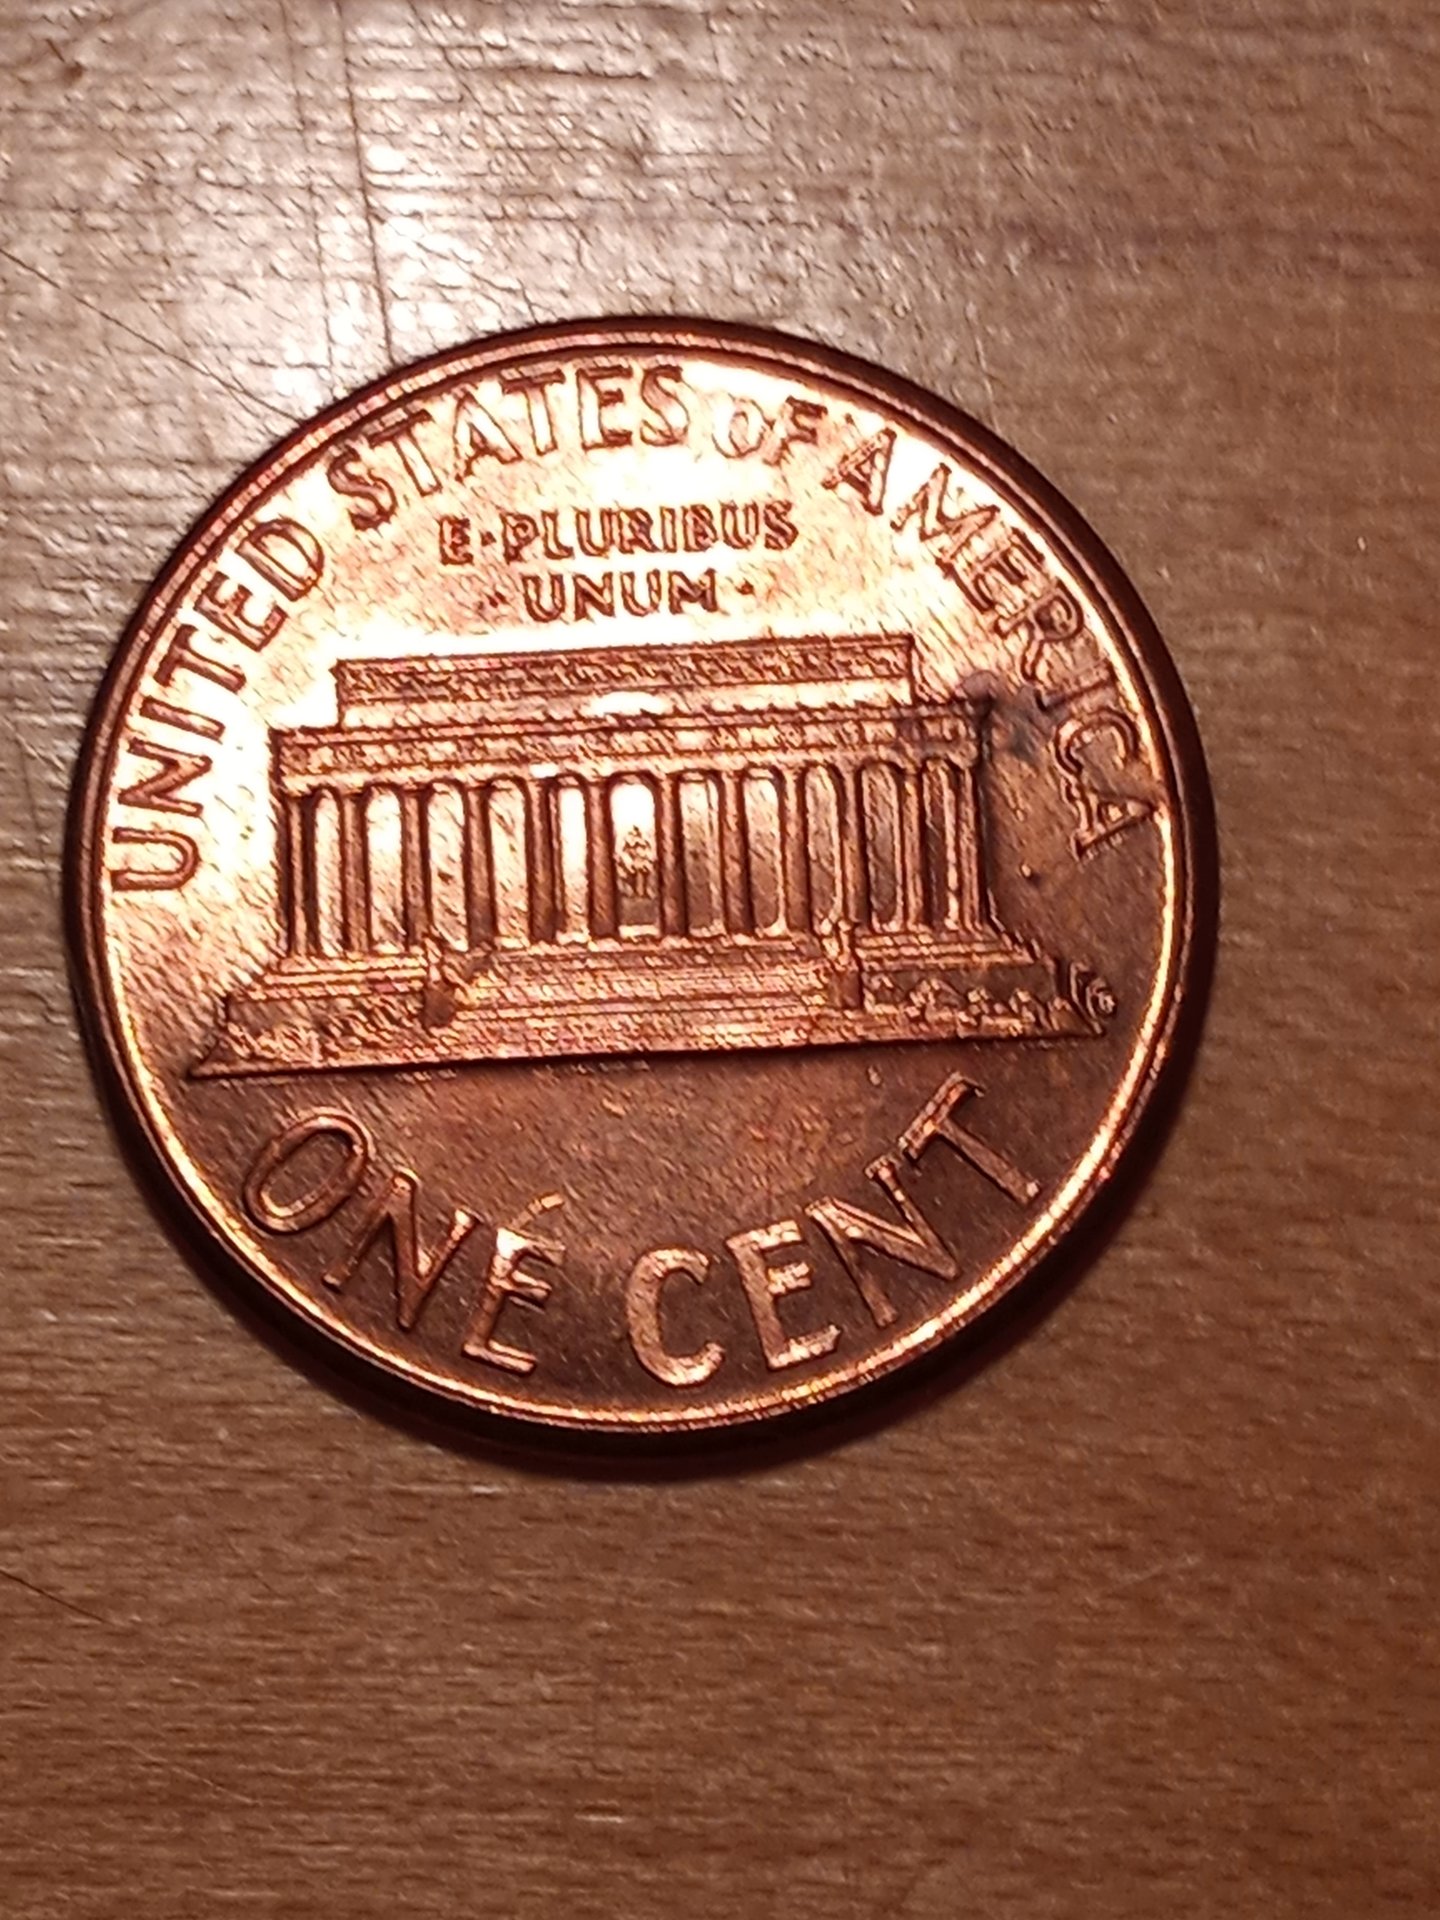 UNITED STATES OF AMERICA
E·PLURIBUS
·UNUM·
ONE CENT